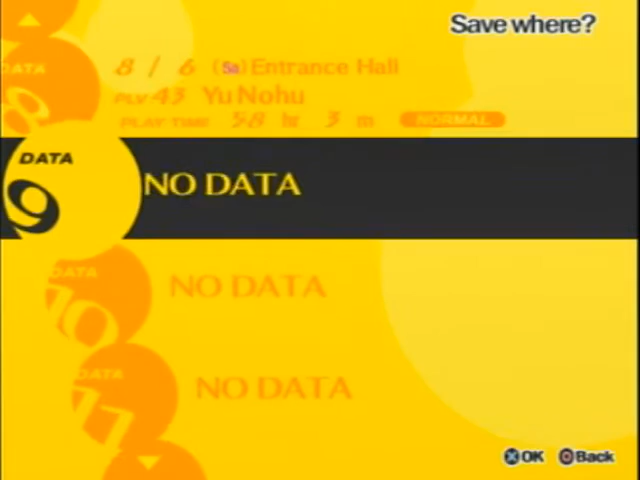 Save where?
DATA
8
8 / 6 (Sa) Entrance Hall
PLV 43 Yu Nohu
PLAY TIME 58 hr 3 m NORMAL
DATA
9
NO DATA
DATA
10
NO DATA
DATA
11
NO DATA
OK Back